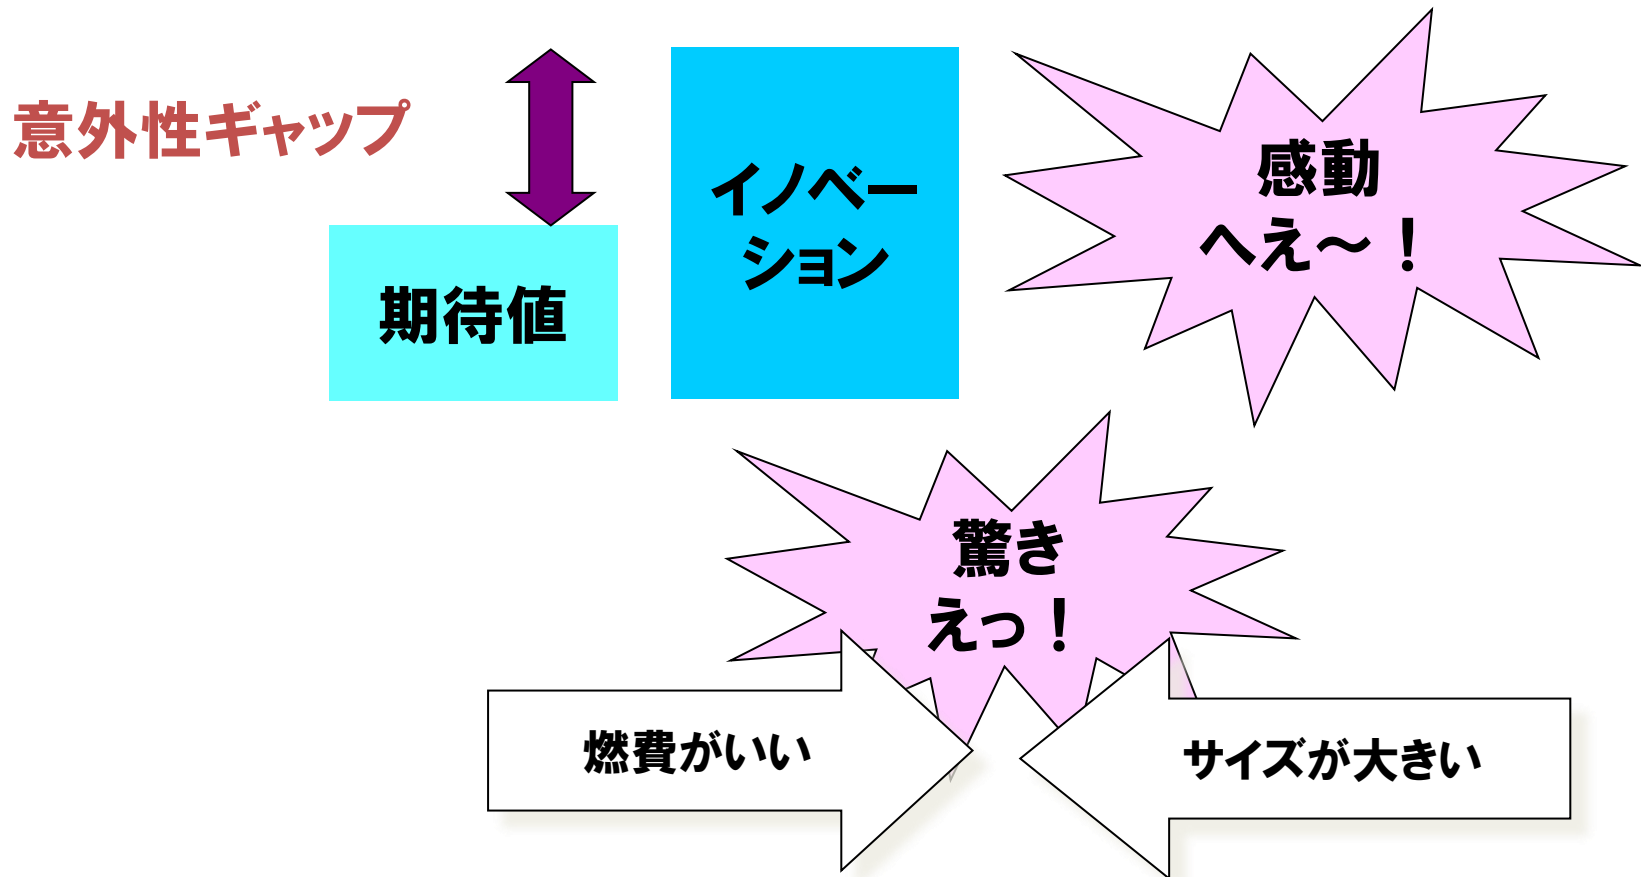 意外性ギャップ
期待値
イノベー
ション
感動
へえ～！
驚き
えっ！
燃費がいい
サイズが大きい